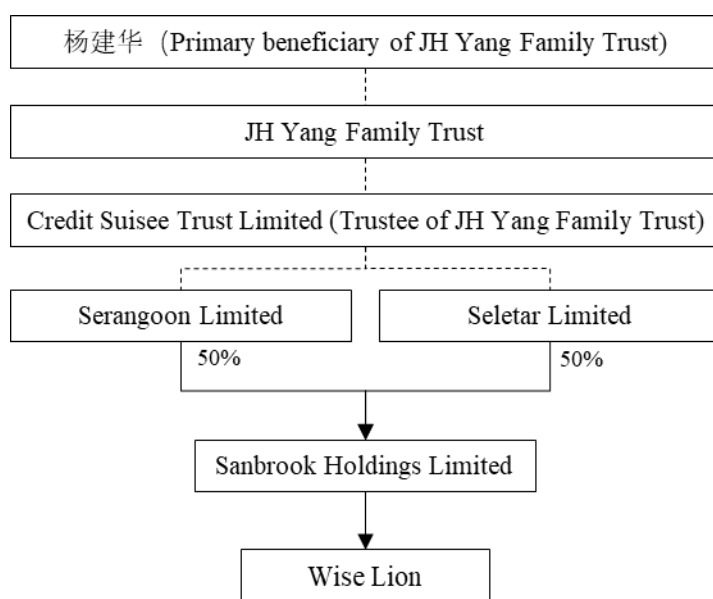 杨建华（Primary beneficiary of JH Yang Family Trust)
JH Yang Family Trust
Credit Suisee Trust Limited (Trustee of JH Yang Family Trust)
Serangoon Limited
Seletar Limited
50%
50%
Sanbrook Holdings Limited
Wise Lion